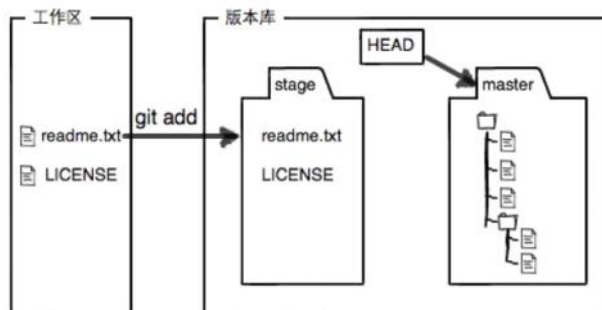 工作区
版本库
HEAD
stage
master
git add
readme.txt
readme.txt
LICENSE
LICENSE